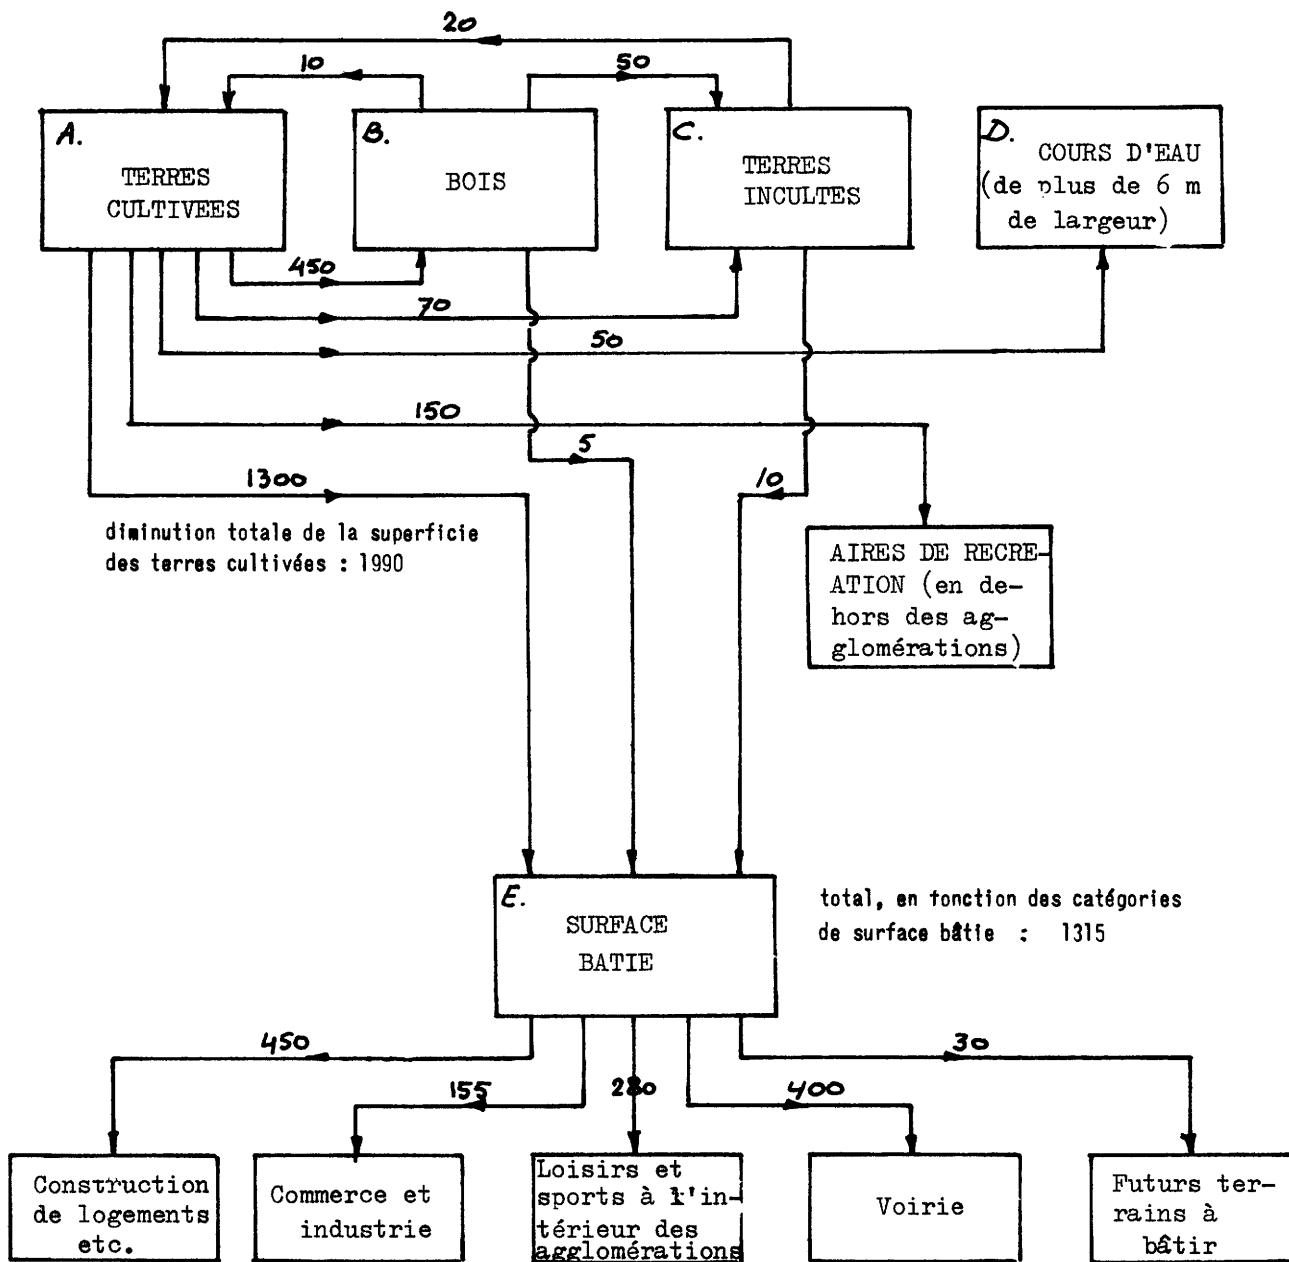 20
10
50
A.
TERRES
CULTIVEES
B.
BOIS
C.
TERRES
INCULTES
D.
COURS D'EAU
(de plus de 6 m
de largeur)
450
70
50
150
5
1300
10
diminution totale de la superficie
des terres cultivées : 1990
AIRES DE RECRE-
ATION (en de-
hors des ag-
glomérations)
E.
SURFACE
BATIE
total, en fonction des catégories
de surface bâtie : 1315
450
155
280
400
30
Construction
de logements
etc.
Commerce et
industrie
Loisirs et
sports à l'in-
térieur des
agglomérations
Voirie
Futurs ter-
rains à
bâtir